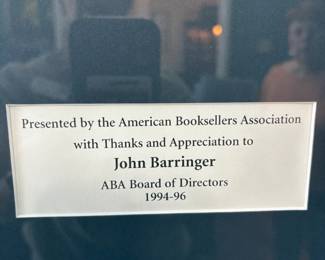 Presented by the American Booksellers Association
with Thanks and Appreciation to
John Barringer
ABA Board of Directors
1994-96